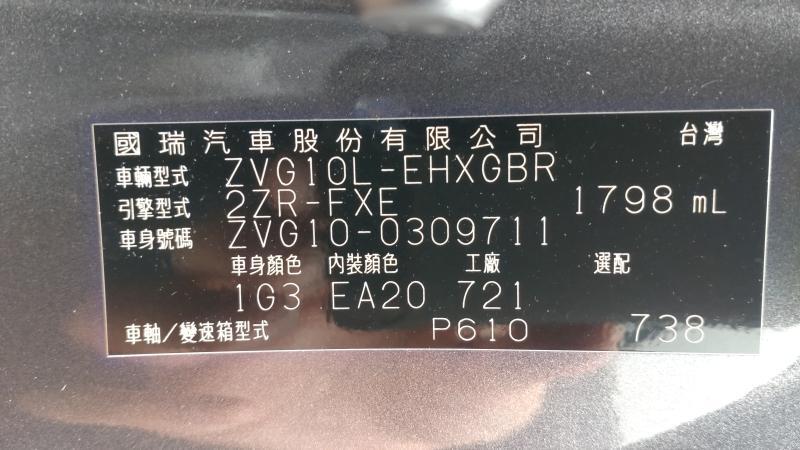 國瑞汽車股份有限公司 台灣
車輛型式 ZVG10L-EHXGBR
引擎型式 2ZR-FXE 1798 mL
車身號碼 ZVG10-0309711
車身顏色 內裝顏色 工廠 選配
1G3 EA20 721
車軸/變速箱型式 P610 738